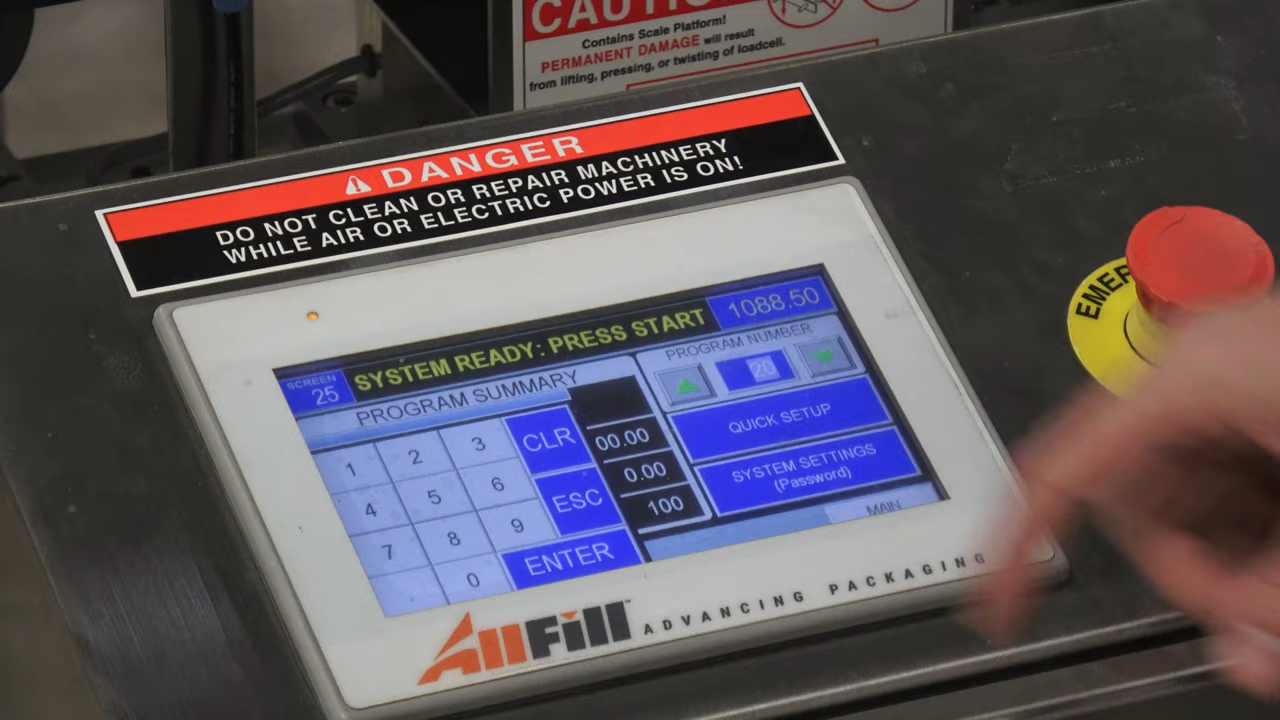 CAUTI
Contains Scale Platform!
PERMANENT DAMAGE will result
from lifting, pressing, or twisting of loadcell.
DANGER
DO NOT CLEAN OR REPAIR MACHINERY
WHILE AIR OR ELECTRIC POWER IS ON!
EMER
SCREEN
25
SYSTEM READY: PRESS START
1088.50
PROGRAM SUMMARY
PROGRAM NUMBER
20
1 2 3 CLR
4 5 6 ESC
7 8 9
0 ENTER
00.00
0.00
100
QUICK SETUP
SYSTEM SETTINGS
(Password)
MAIN
AllFill™ ADVANCING PACKAGING